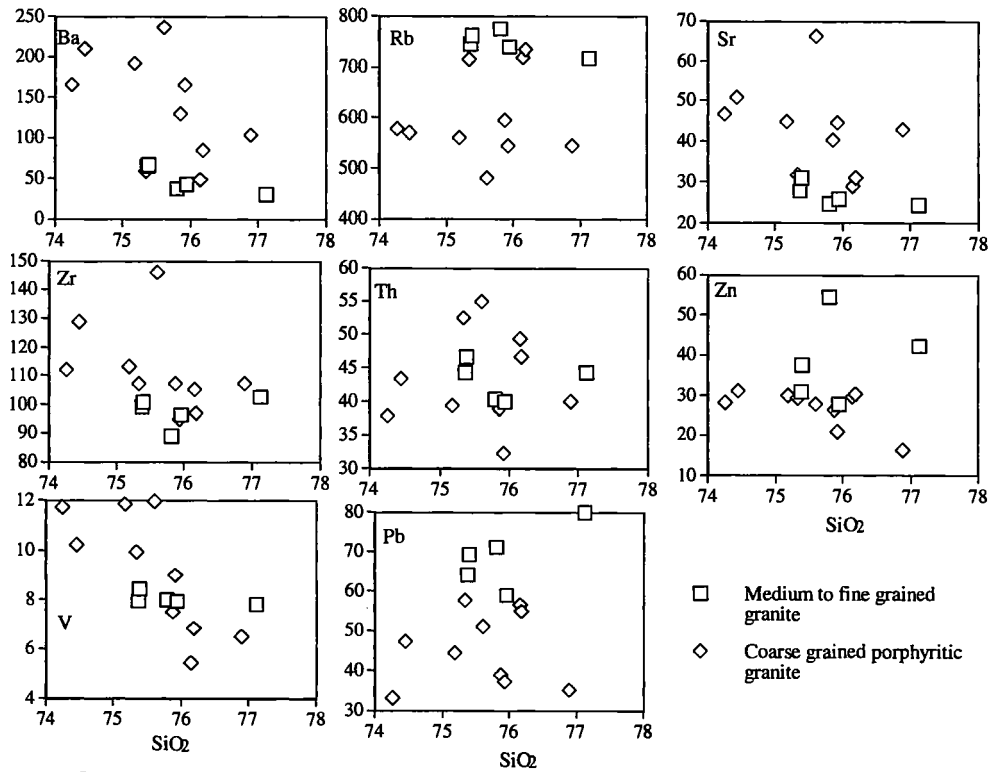 250
200
150
100
50
0
Ba
74 75 76 77 78
800
700
600
500
400
Rb
74 75 76 77 78
70
60
50
40
30
20
Sr
74 75 76 77 78
150
140
130
120
110
100
90
80
Zr
74 75 76 77 78
60
55
50
45
40
35
30
Th
74 75 76 77 78
60
50
40
30
20
10
Zn
74 75 76 77 78
SiO2
12
10
8
6
4
V
74 75 76 77 78
SiO2
80
70
60
50
40
30
Pb
74 75 76 77 78
SiO2
Medium to fine grained
granite
Coarse grained porphyritic
granite